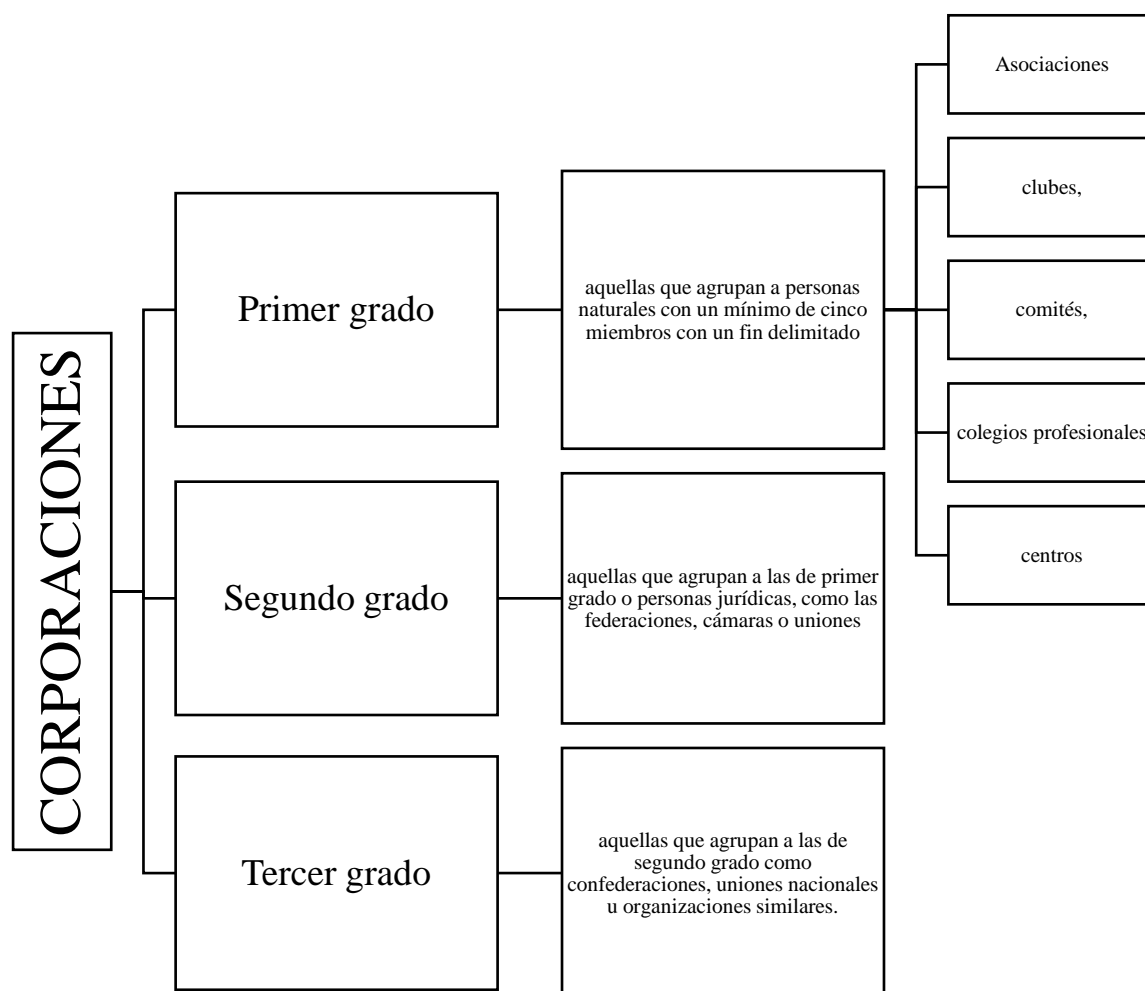 CORPORACIONES
Primer grado
aquellas que agrupan a personas
naturales con un mínimo de cinco
miembros con un fin delimitado
Asociaciones
clubes,
comités,
colegios profesionales
centros
Segundo grado
aquellas que agrupan a las de primer
grado o personas jurídicas, como las
federaciones, cámaras o uniones
Tercer grado
aquellas que agrupan a las de
segundo grado como
confederaciones, uniones nacionales
u organizaciones similares.